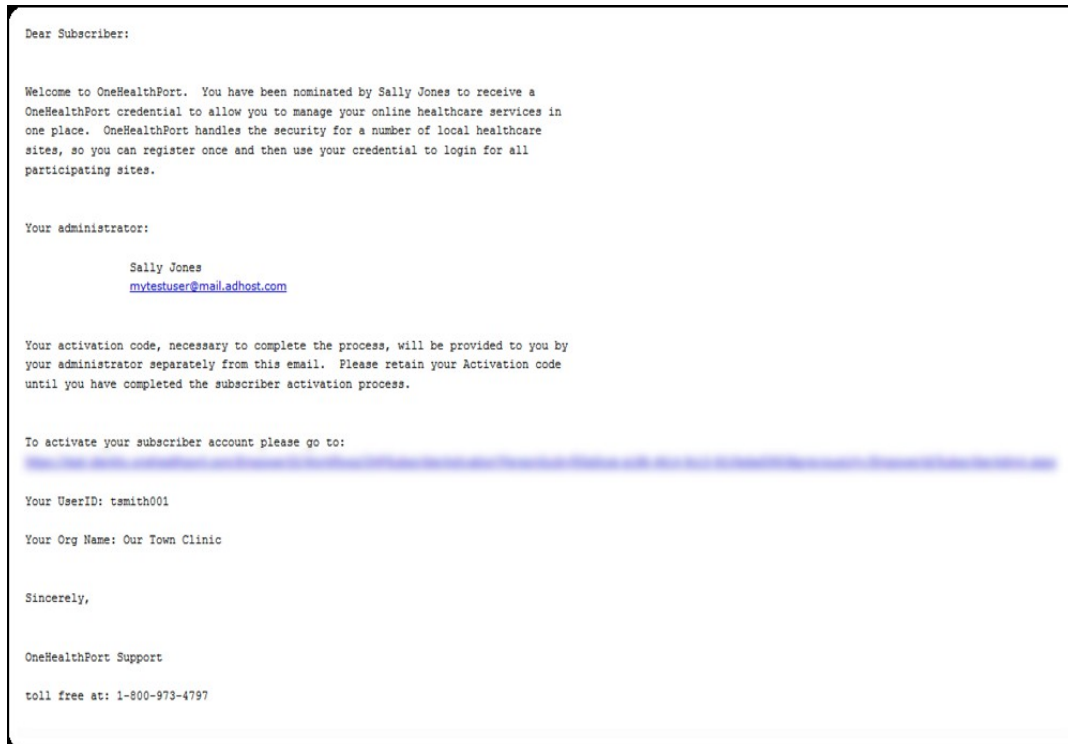 Dear Subscriber:
Welcome to OneHealthPort.  You have been nominated by Sally Jones to receive a
OneHealthPort credential to allow you to manage your online healthcare services in
one place.  OneHealthPort handles the security for a number of local healthcare
sites, so you can register once and then use your credential to login for all
participating sites.
Your administrator:
Sally Jones
mytestuser@mail.adhost.com
Your activation code, necessary to complete the process, will be provided to you by
your administrator separately from this email.  Please retain your Activation code
until you have completed the subscriber activation process.
To activate your subscriber account please go to:
Your UserID: tsmith001
Your Org Name: Our Town Clinic
Sincerely,
OneHealthPort Support
toll free at: 1-800-973-4797